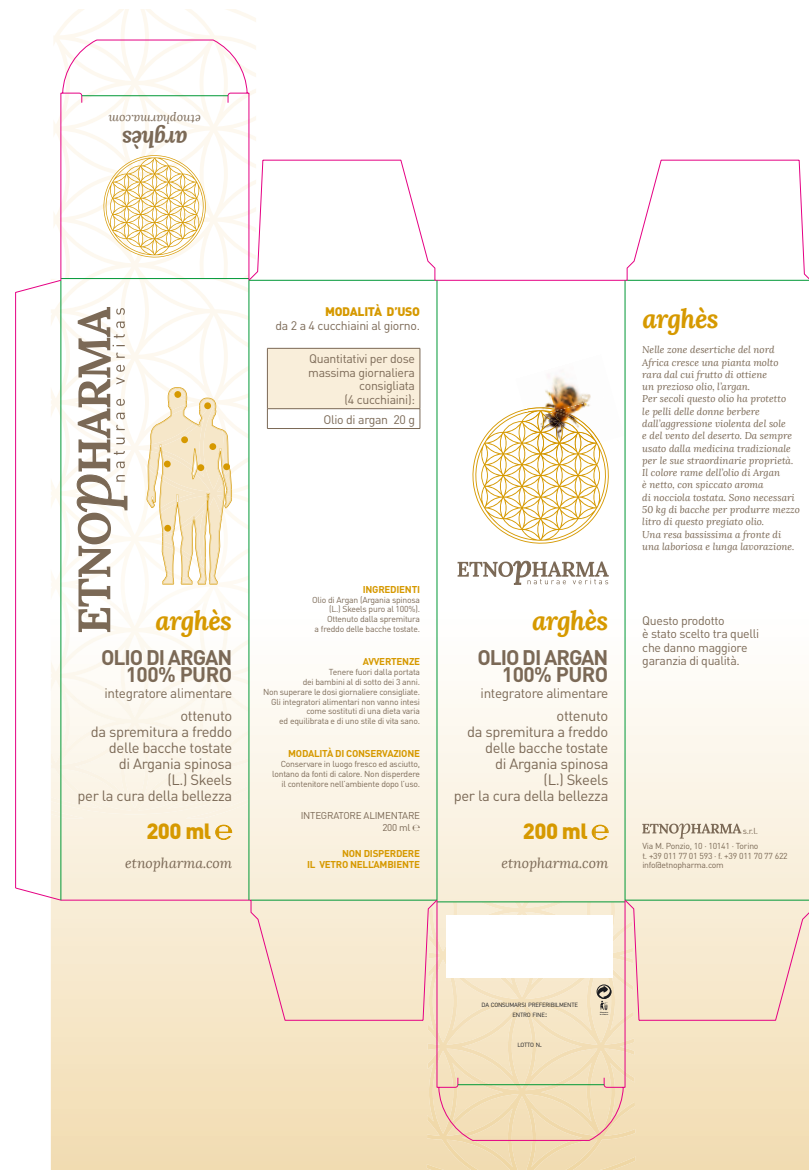 etnopharma.com
arghès
ETNOPHARMA
naturae veritas
arghès
OLIO DI ARGAN
100% PURO
integratore alimentare
ottenuto
da spremitura a freddo
delle bacche tostate
di Argania spinosa
(L.) Skeels
per la cura della bellezza
200 ml ℮
etnopharma.com
MODALITÀ D'USO
da 2 a 4 cucchiaini al giorno.
Quantitativi per dose
massima giornaliera
consigliata
(4 cucchiaini):
Olio di argan 20 g
INGREDIENTI
Olio di Argan (Argania spinosa
(L.) Skeels puro al 100%).
Ottenuto dalla spremitura
a freddo delle bacche tostate.
AVVERTENZE
Tenere fuori dalla portata
dei bambini al di sotto dei 3 anni.
Non superare le dosi giornaliere consigliate.
Gli integratori alimentari non vanno intesi
come sostituti di una dieta varia
ed equilibrata e di uno stile di vita sano.
MODALITÀ DI CONSERVAZIONE
Conservare in luogo fresco ed asciutto,
lontano da fonti di calore. Non disperdere
il contenitore nell'ambiente dopo l'uso.
INTEGRATORE ALIMENTARE
200 ml ℮
NON DISPERDERE
IL VETRO NELL'AMBIENTE
ETNOPHARMA
naturae veritas
arghès
OLIO DI ARGAN
100% PURO
integratore alimentare
ottenuto
da spremitura a freddo
delle bacche tostate
di Argania spinosa
(L.) Skeels
per la cura della bellezza
200 ml ℮
etnopharma.com
arghès
Nelle zone desertiche del nord
Africa cresce una pianta molto
rara dal cui frutto di ottiene
un prezioso olio, l'argan.
Per secoli questo olio ha protetto
le pelli delle donne berbere
dall'aggressione violenta del sole
e del vento del deserto. Da sempre
usato dalla medicina tradizionale
per le sue straordinarie proprietà.
Il colore rame dell'olio di Argan
è netto, con spiccato aroma
di nocciola tostata. Sono necessari
50 kg di bacche per produrre mezzo
litro di questo pregiato olio.
Una resa bassissima a fronte di
una laboriosa e lunga lavorazione.
Questo prodotto
è stato scelto tra quelli
che danno maggiore
garanzia di qualità.
ETNOPHARMA s.r.l.
Via M. Ponzio, 10 · 10141 · Torino
t. +39 011 77 01 593 · f. +39 011 70 77 622
info@etnopharma.com
DA CONSUMARSI PREFERIBILMENTE
ENTRO FINE::
LOTTO N.